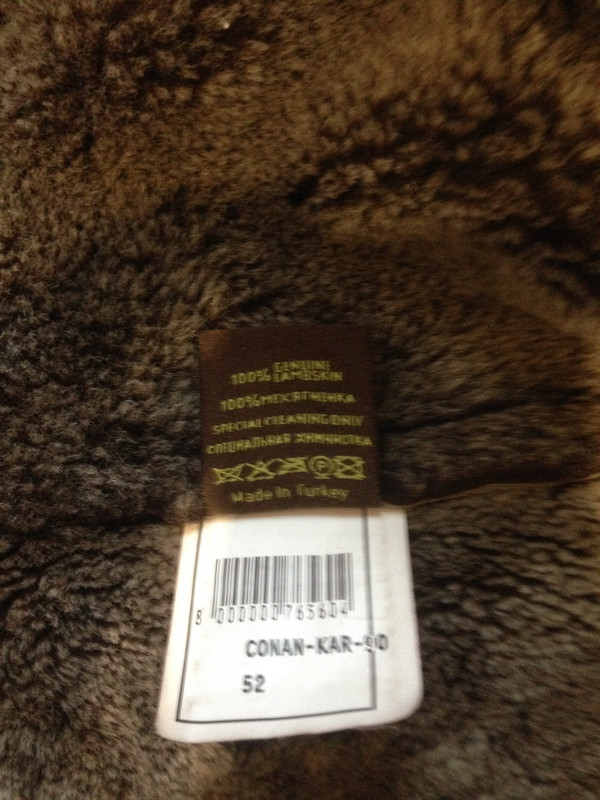 100% GENUINE
LAMBSKIN
100% МЕХ ЯГНЕНКА
SPECIAL CLEANING ONLY
СПЕЦИАЛЬНАЯ ХИМЧИСТКА
P
Made In Turkey
8 000000 765604
CONAN-KAR-90
52